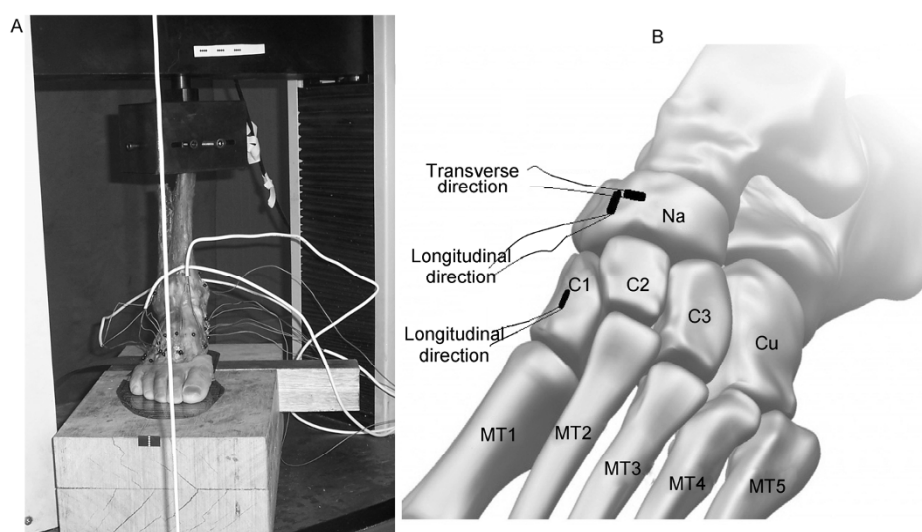 A
B
Transverse
direction
Na
Longitudinal
direction
C1
C2
C3
Longitudinal
direction
Cu
MT1
MT2
MT3
MT4
MT5